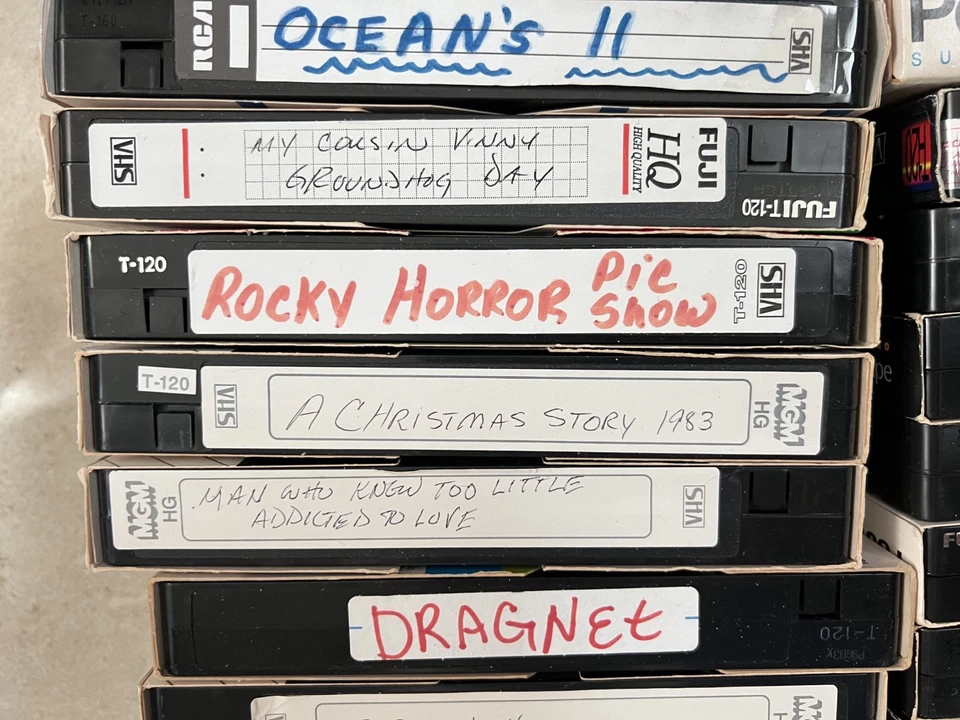 T-160
RCA
OCEAN's 11
VHS
VHS
MY COUSIN VINNY
GROUNDHOG DAY
HIGH QUALITY
HQ
FUJI
FUJI T-120
T-120
ROCKY HORROR Pic
Show
T-120
VHS
T-120
VHS
A CHRISTMAS STORY 1983
MGM
HG
MGM
HG
MAN WHO KNEW TOO LITTLE
ADDICTED TO LOVE
VHS
DRAGNEt
T-120